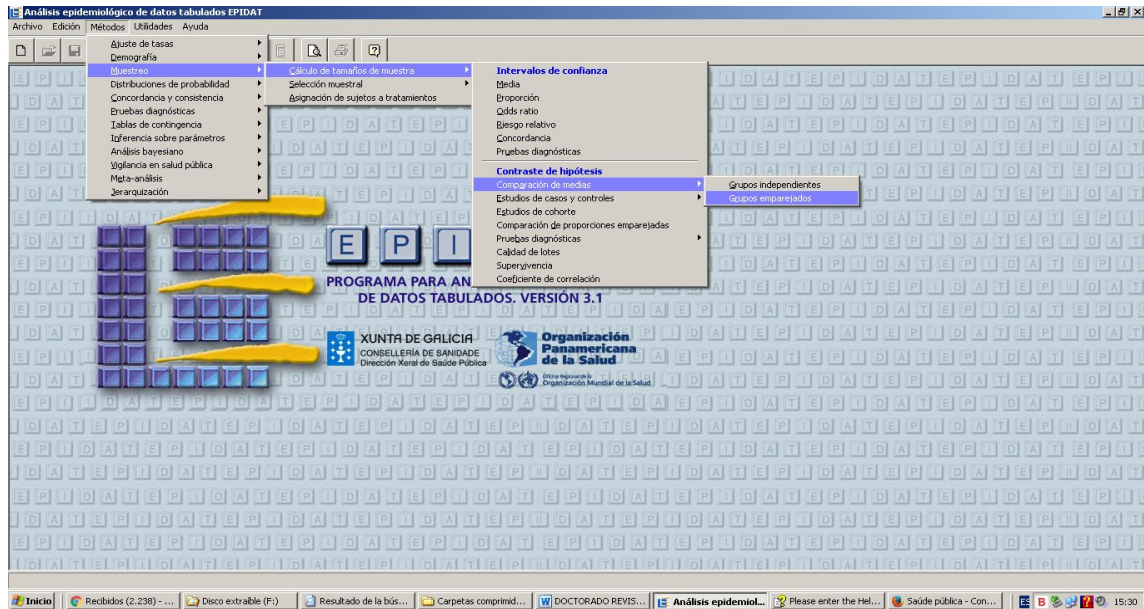 Análisis epidemiológico de datos tabulados EPIDAT
Archivo Edición Métodos Utilidades Ayuda
Ajuste de tasas
Demografía
Muestreo
Distribuciones de probabilidad
Concordancia y consistencia
Pruebas diagnósticas
Tablas de contingencia
Inferencia sobre parámetros
Análisis bayesiano
Vigilancia en salud pública
Meta-análisis
Jerarquización
Cálculo de tamaños de muestra
Selección muestral
Asignación de sujetos a tratamientos
Intervalos de confianza
Media
Proporción
Odds ratio
Riesgo relativo
Concordancia
Pruebas diagnósticas
Contraste de hipótesis
Comparación de medias
Estudios de casos y controles
Estudios de cohorte
Comparación de proporciones emparejadas
Pruebas diagnósticas
Calidad de lotes
Supervivencia
Coeficiente de correlación
Grupos independientes
Grupos emparejados
E P I
PROGRAMA PARA AN
DE DATOS TABULADOS. VERSIÓN 3.1
XUNTA DE GALICIA
CONSELLERÍA DE SANIDADE
Dirección Xeral de Saúde Pública
Organización
Panamericana
de la Salud
Oficina Regional de la
Organización Mundial de la Salud
Inicio Recibidos (2.238) - ... Disco extraíble (F:) Resultado de la bús... Carpetas comprimid... DOCTORADO REVIS... Análisis epidemiol... Please enter the Hel... Saúde pública - Con... 15:30